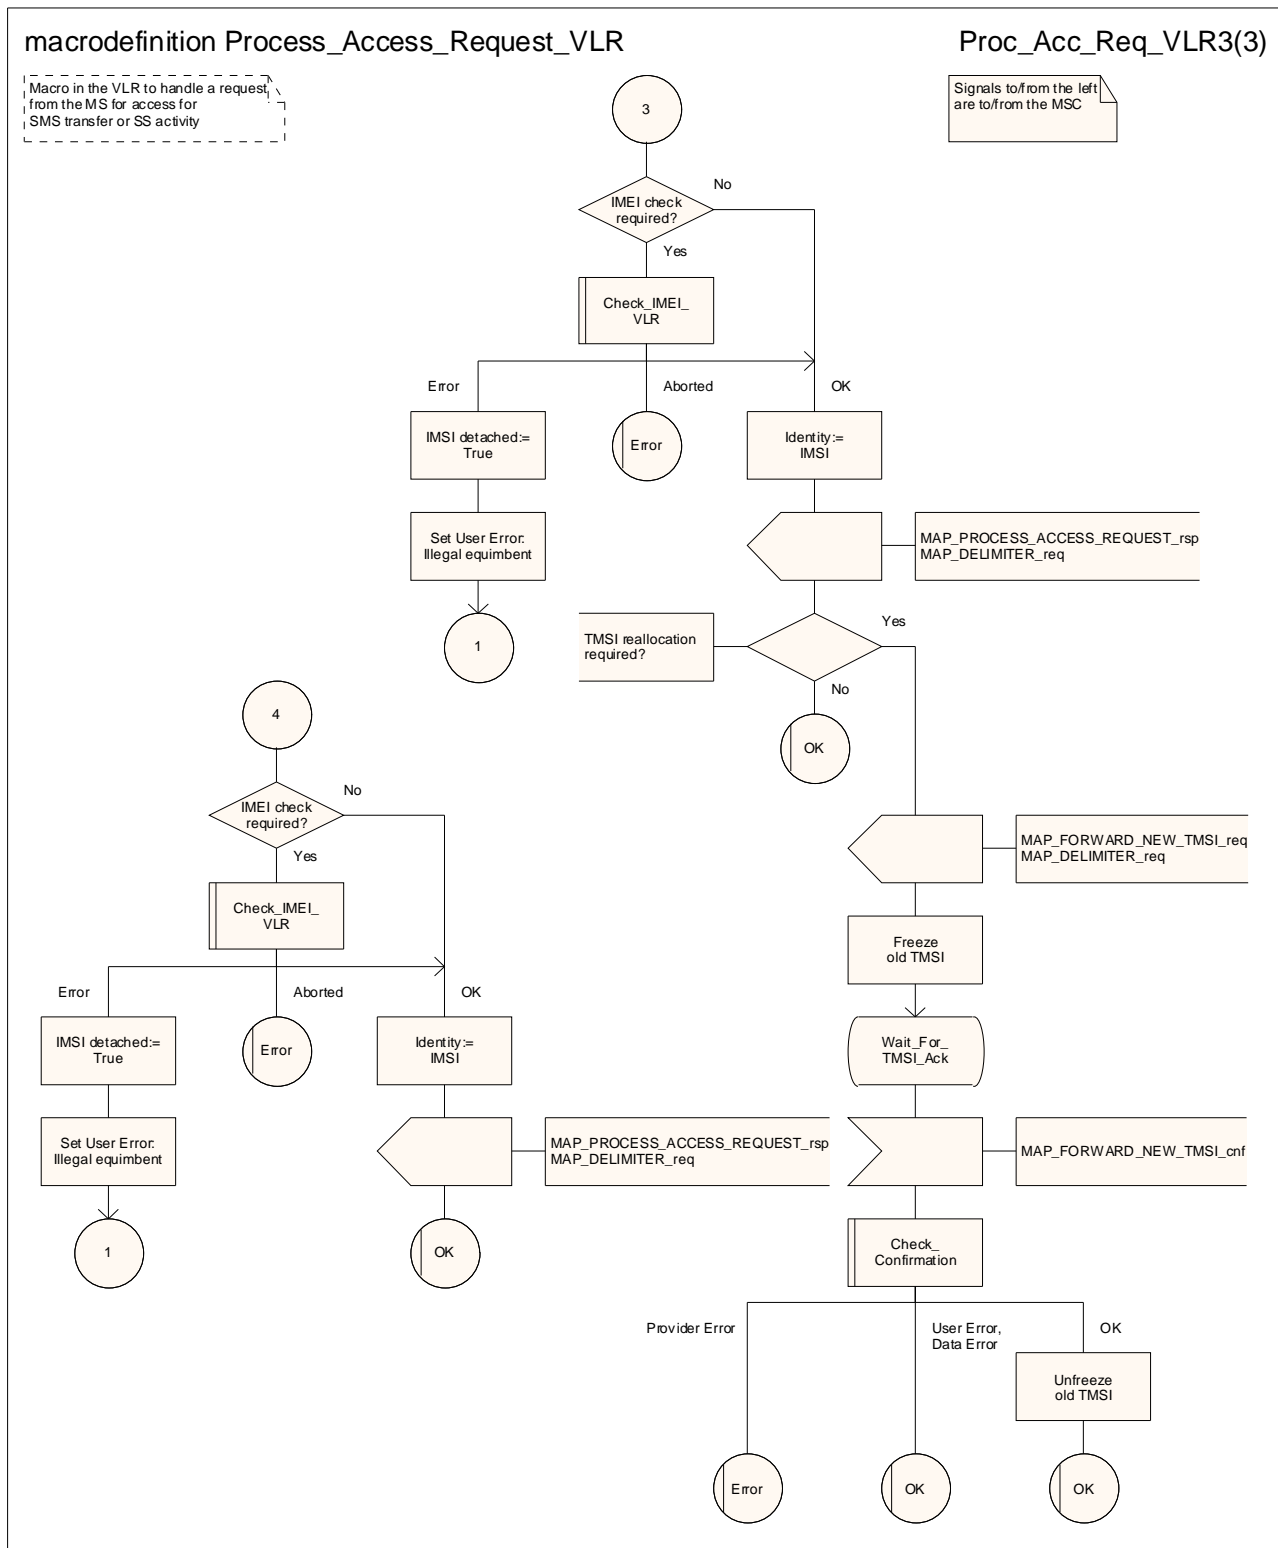 macrodefinition Process_Access_Request_VLR
Proc_Acc_Req_VLR3(3)
Macro in the VLR to handle a request
from the MS for access for
SMS transfer or SS activity
Signals to/from the left
are to/from the MSC
3
IMEI check
required?
No
Yes
Check_IMEI_
VLR
Error
Aborted
OK
IMSI detached:=
True
Error
Identity:=
IMSI
Set User Error:
Illegal equimbent
MAP_PROCESS_ACCESS_REQUEST_rsp
MAP_DELIMITER_req
1
TMSI reallocation
required?
Yes
No
OK
4
IMEI check
required?
No
Yes
Check_IMEI_
VLR
Error
Aborted
OK
IMSI detached:=
True
Error
Identity:=
IMSI
Set User Error:
Illegal equimbent
MAP_PROCESS_ACCESS_REQUEST_rsp
MAP_DELIMITER_req
1
OK
MAP_FORWARD_NEW_TMSI_req
MAP_DELIMITER_req
Freeze
old TMSI
Wait_For_
TMSI_Ack
MAP_FORWARD_NEW_TMSI_cnf
Check_
Confirmation
Provider Error
User Error,
Data Error
OK
Unfreeze
old TMSI
Error
OK
OK